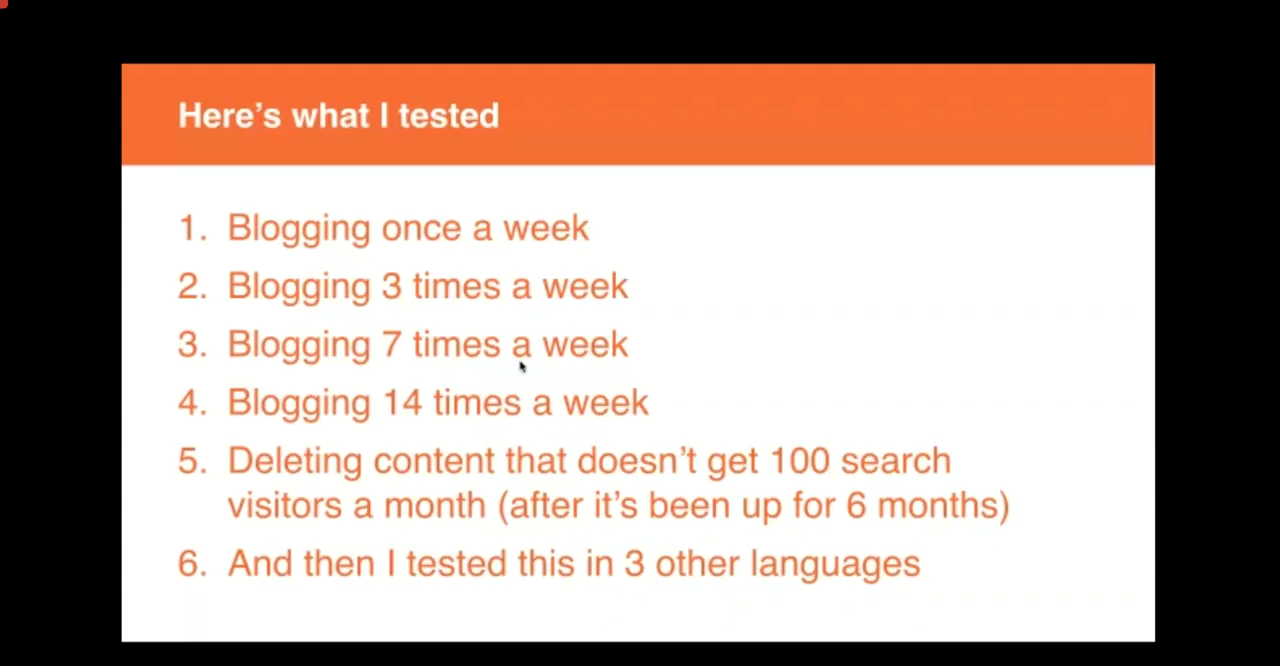 Here’s what I tested
1. Blogging once a week
2. Blogging 3 times a week
3. Blogging 7 times a week
4. Blogging 14 times a week
5. Deleting content that doesn’t get 100 search
visitors a month (after it’s been up for 6 months)
6. And then I tested this in 3 other languages